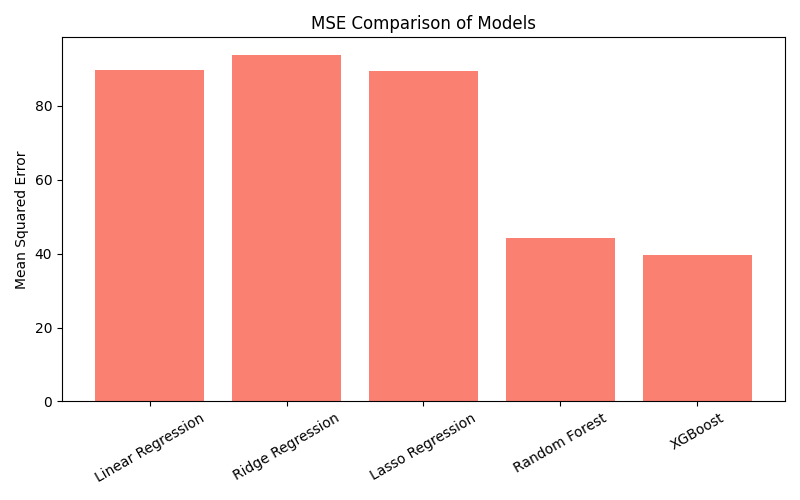 MSE Comparison of Models
Mean Squared Error
80
60
40
20
0
Linear Regression
Ridge Regression
Lasso Regression
Random Forest
XGBoost